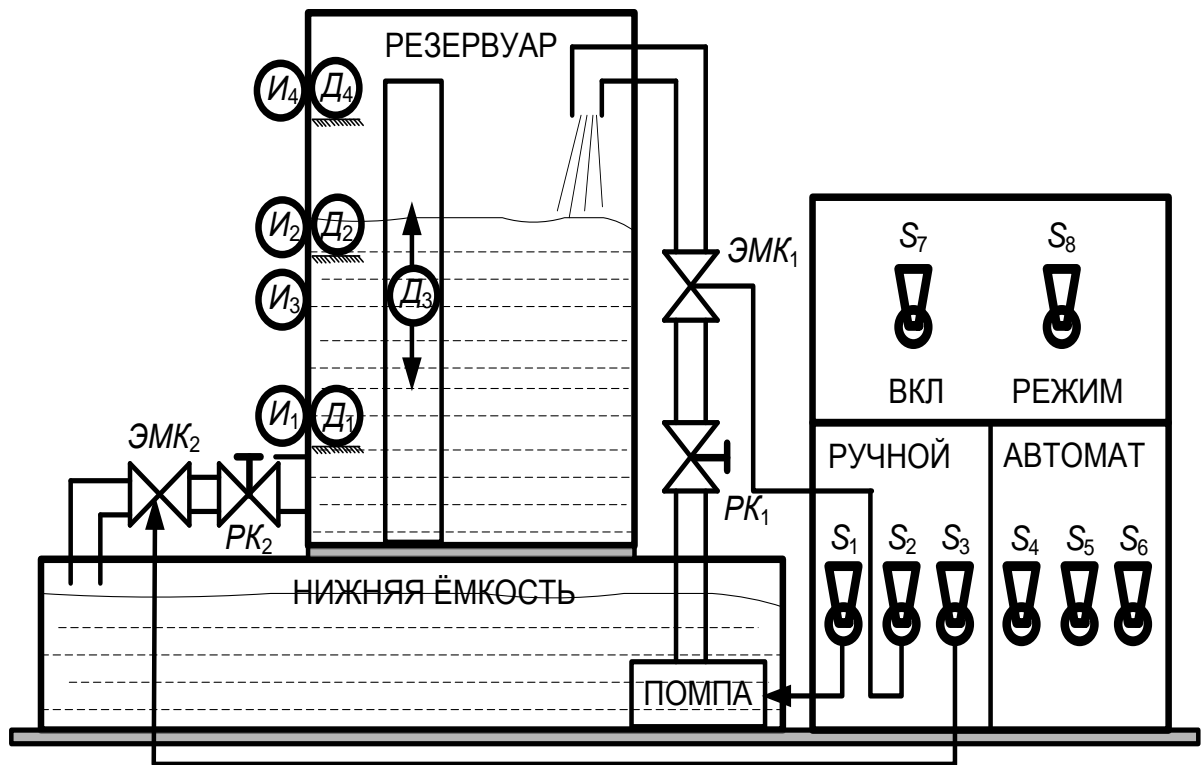 РЕЗЕРВУАР
И4 Д4
И2 Д2
ЭМК1
S7 S8
И3 Д3
ВКЛ РЕЖИМ
И1 Д1
ЭМК2
РУЧНОЙ АВТОМАТ
РК1
РК2
S1 S2 S3 S4 S5 S6
НИЖНЯЯ ЁМКОСТЬ
ПОМПА